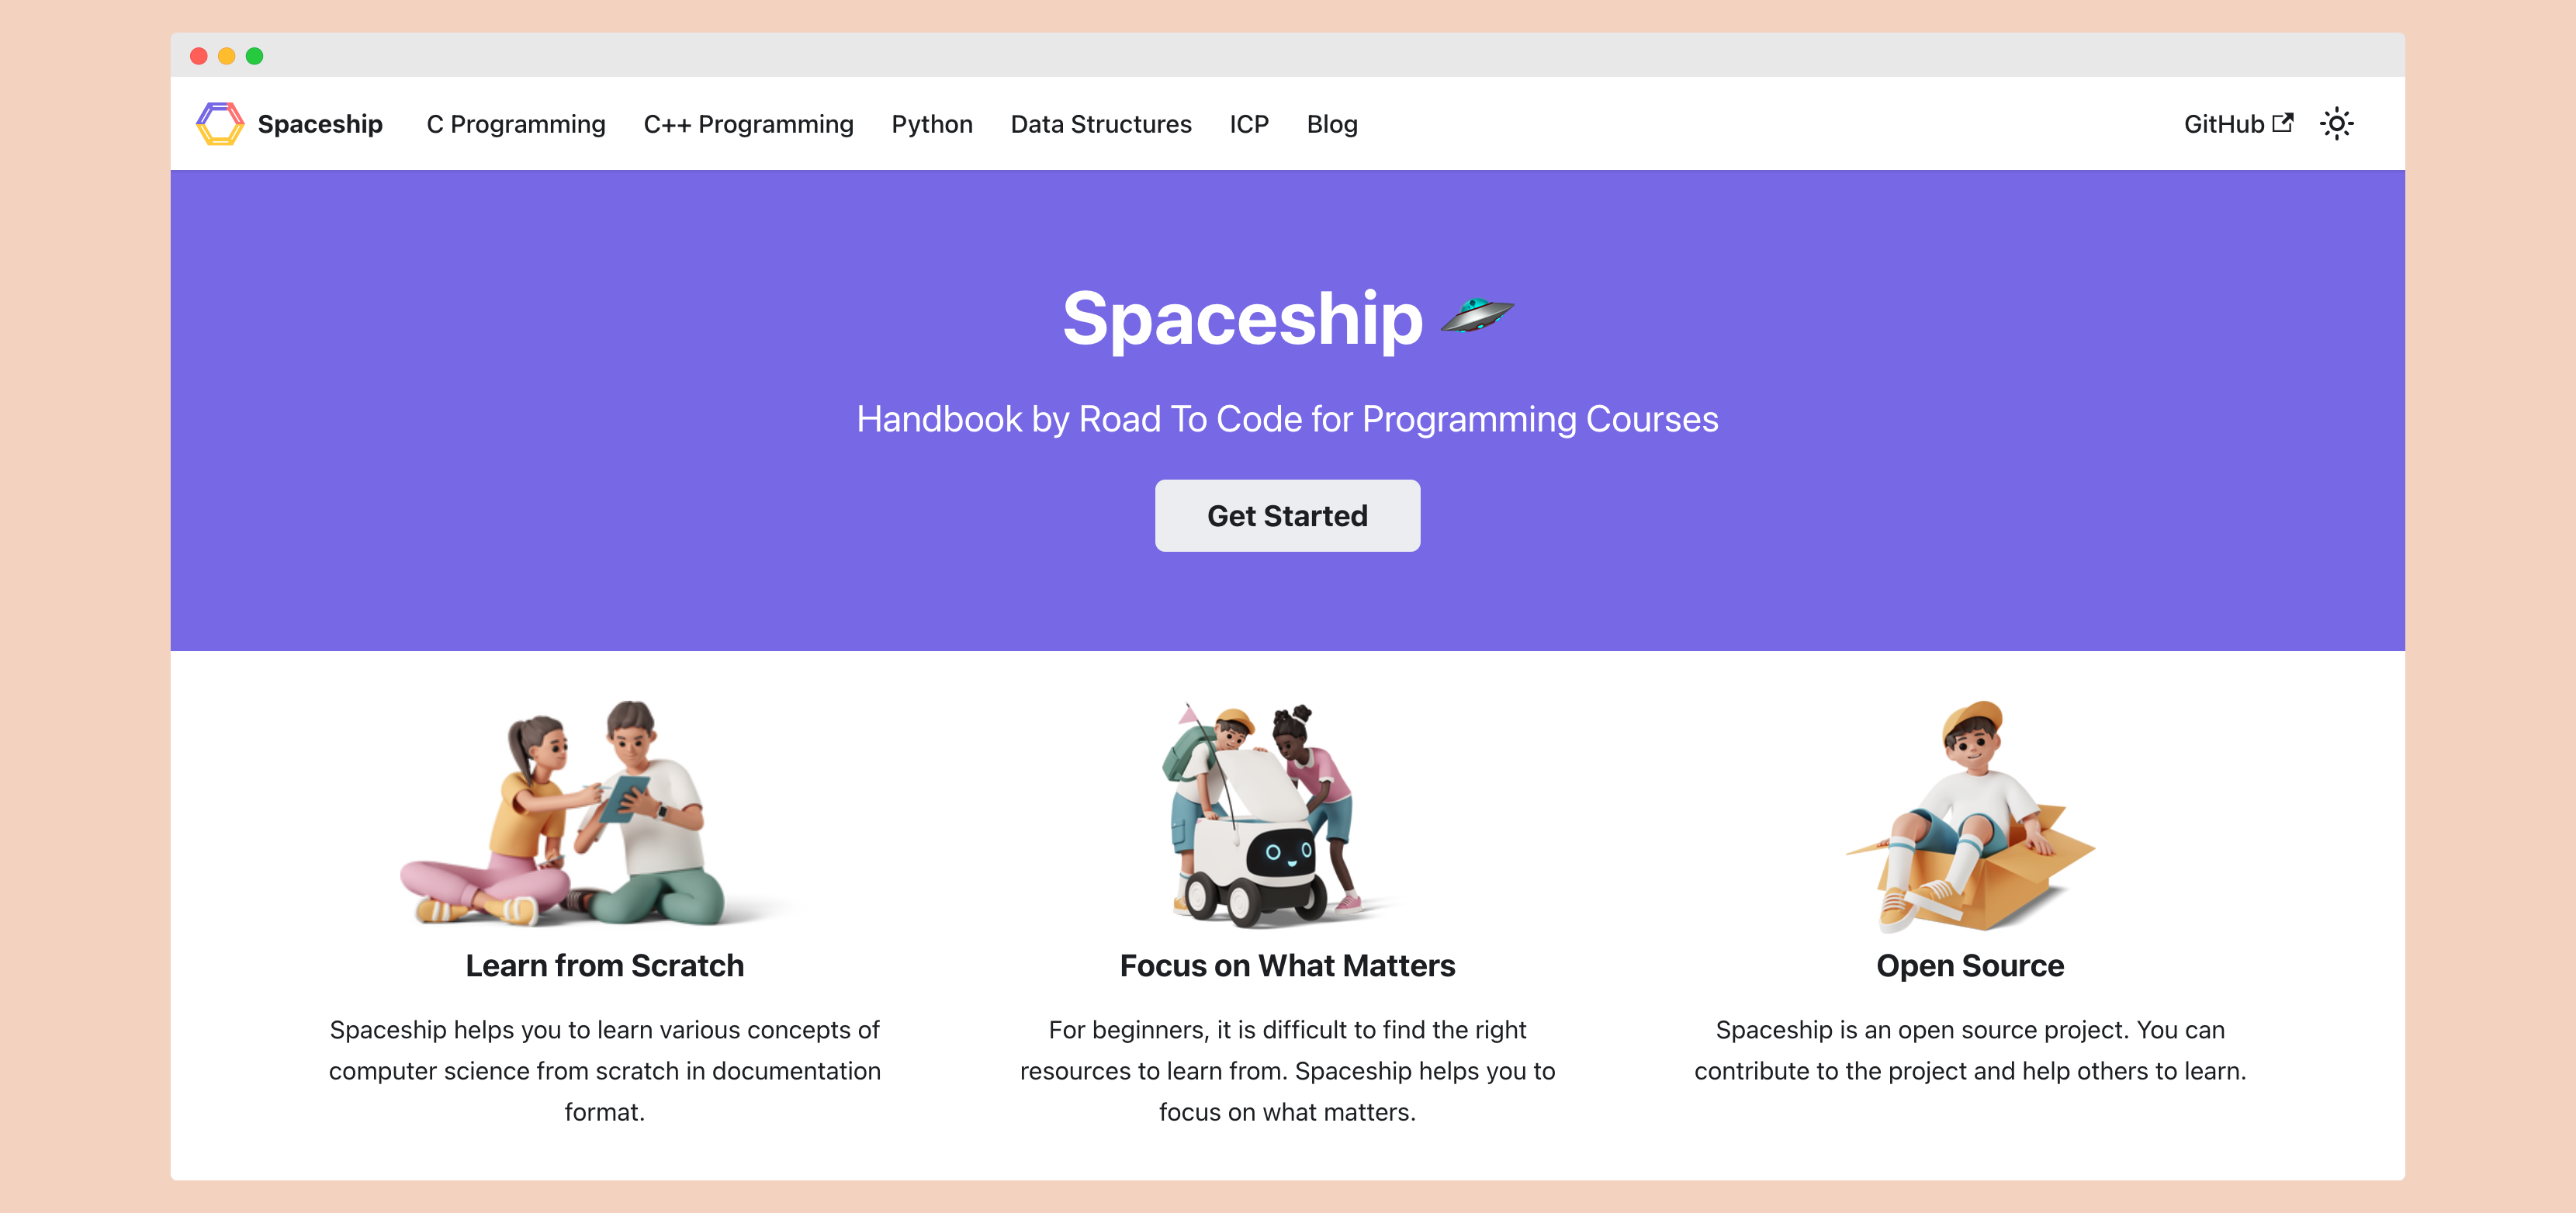 Spaceship C Programming C++ Programming Python Data Structures ICP Blog GitHub
Spaceship 🛸
Handbook by Road To Code for Programming Courses
Get Started
Learn from Scratch
Spaceship helps you to learn various concepts of
computer science from scratch in documentation
format.
Focus on What Matters
For beginners, it is difficult to find the right
resources to learn from. Spaceship helps you to
focus on what matters.
Open Source
Spaceship is an open source project. You can
contribute to the project and help others to learn.